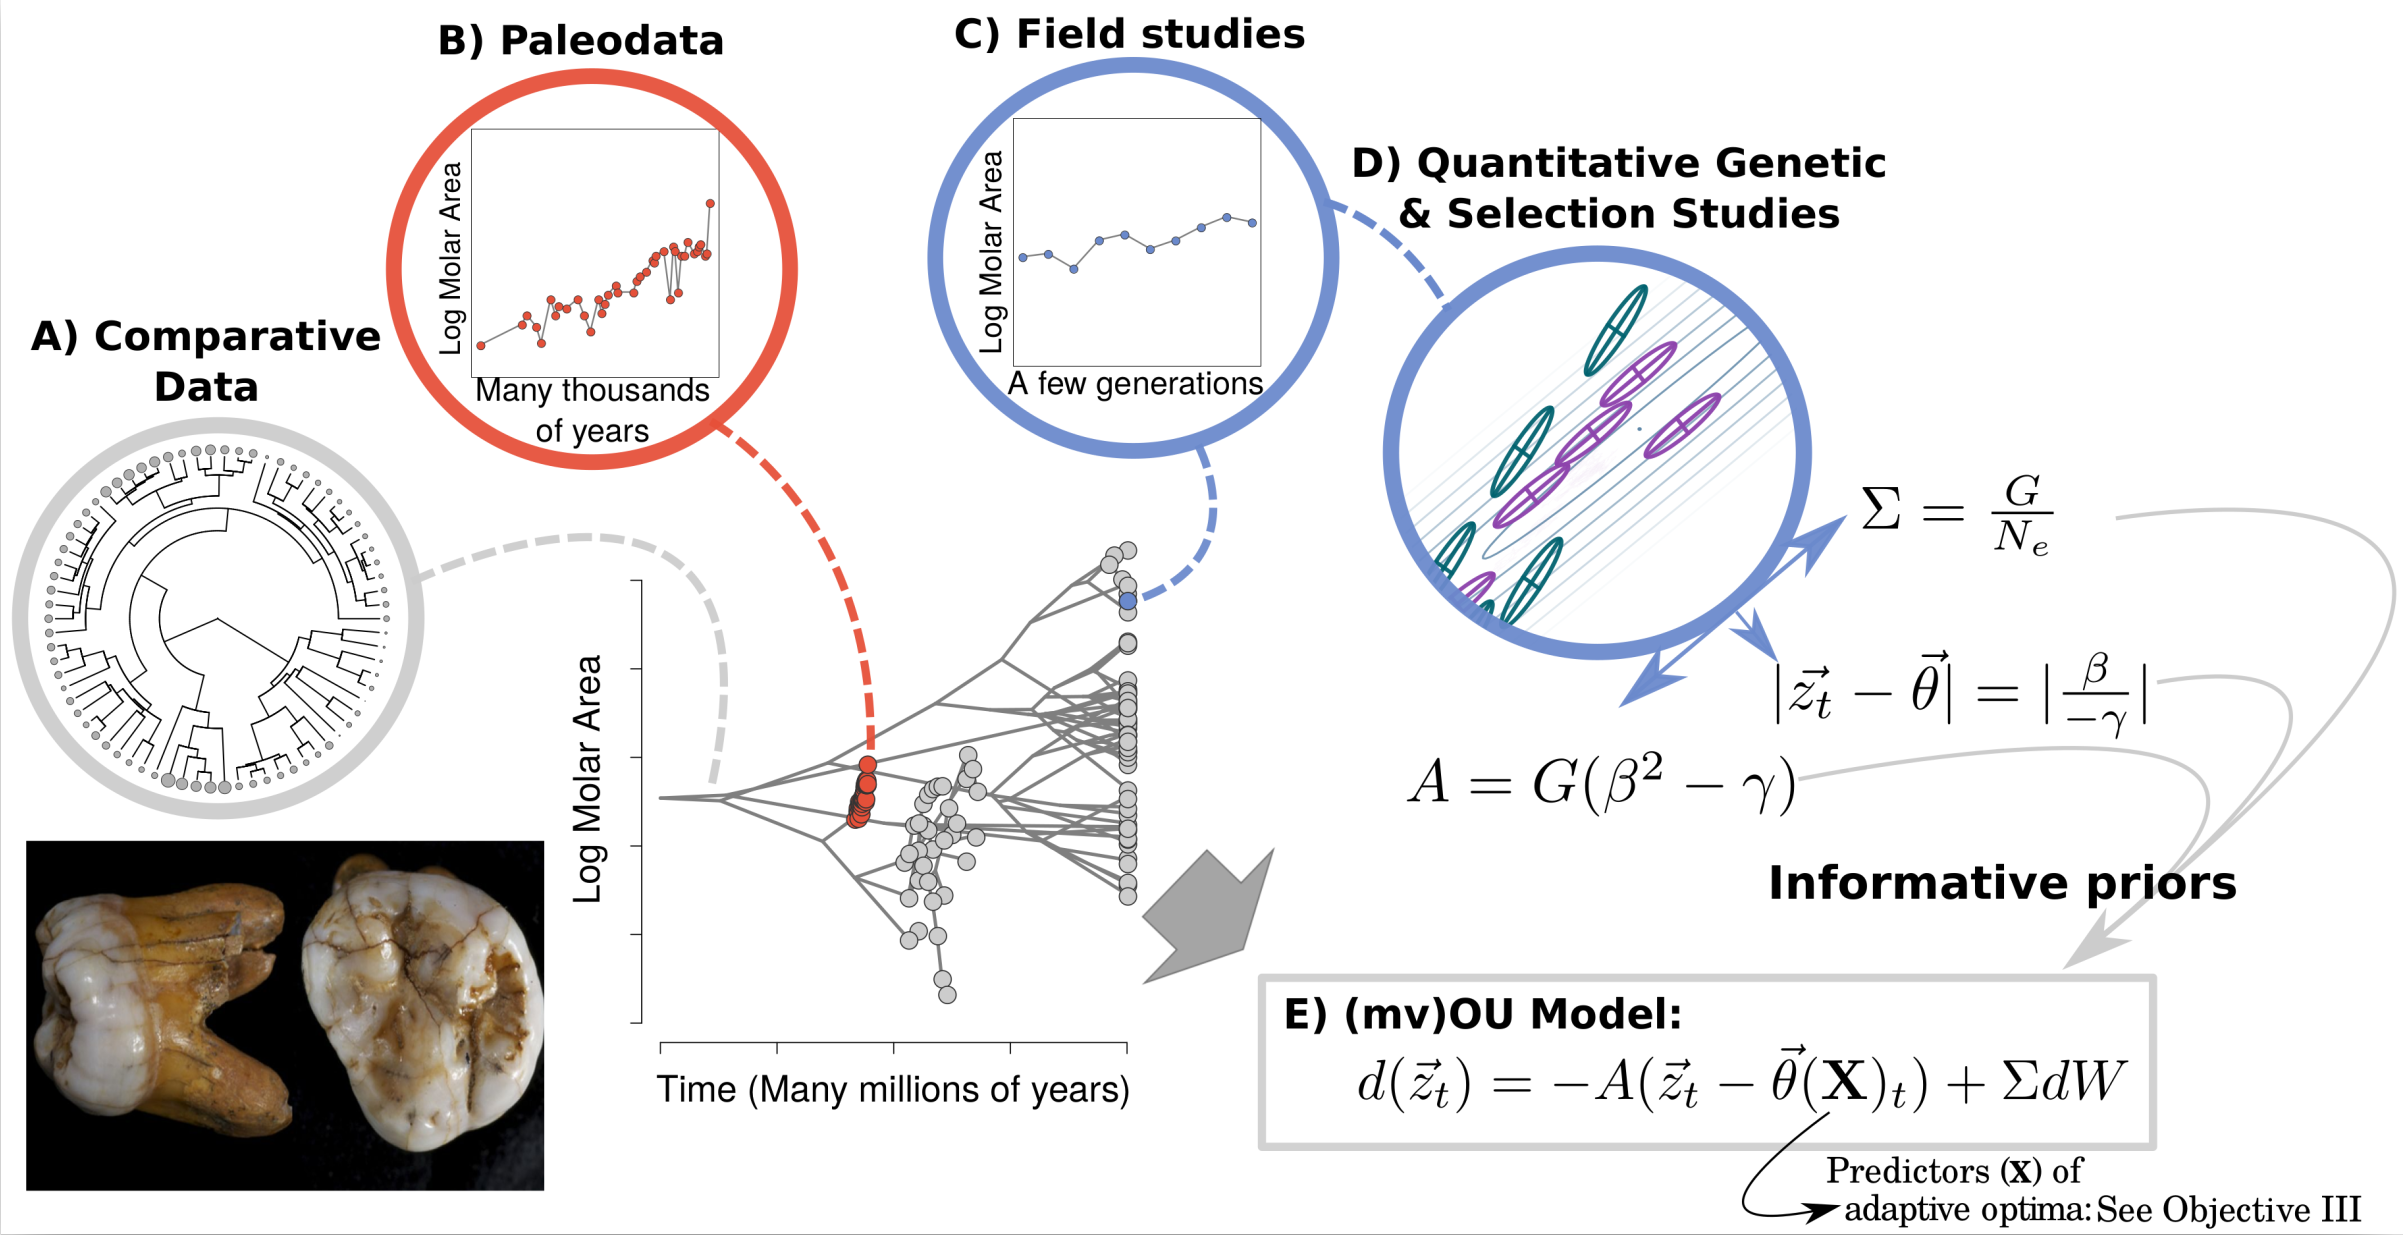 A) Comparative
Data
B) Paleodata
Log Molar Area
Many thousands
of years
C) Field studies
Log Molar Area
A few generations
D) Quantitative Genetic
& Selection Studies
Σ = G/N_e
|z⃗_t − θ⃗| = |β/−γ|
A = G(β² − γ)
Informative priors
Log Molar Area
Time (Many millions of years)
E) (mv)OU Model:
d(z⃗_t) = −A(z⃗_t − θ⃗(X)_t) + ΣdW
Predictors (X) of
adaptive optima: See Objective III